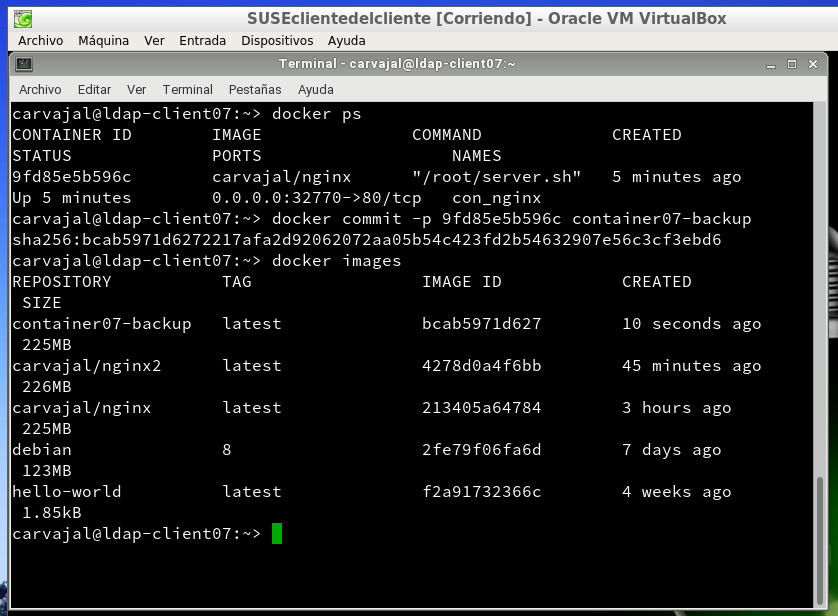 SUSEclientedelcliente [Corriendo] - Oracle VM VirtualBox
Archivo Máquina Ver Entrada Dispositivos Ayuda
Terminal - carvajal@ldap-client07:~
Archivo Editar Ver Terminal Pestañas Ayuda
carvajal@ldap-client07:~> docker ps
CONTAINER ID        IMAGE               COMMAND             CREATED
STATUS              PORTS                   NAMES
9fd85e5b596c        carvajal/nginx      "/root/server.sh"   5 minutes ago
Up 5 minutes        0.0.0.0:32770->80/tcp   con_nginx
carvajal@ldap-client07:~> docker commit -p 9fd85e5b596c container07-backup
sha256:bcab5971d6272217afa2d92062072aa05b54c423fd2b54632907e56c3cf3ebd6
carvajal@ldap-client07:~> docker images
REPOSITORY           TAG                 IMAGE ID            CREATED
 SIZE
container07-backup   latest              bcab5971d627        10 seconds ago
 225MB
carvajal/nginx2      latest              4278d0a4f6bb        45 minutes ago
 226MB
carvajal/nginx       latest              213405a64784        3 hours ago
 225MB
debian               8                   2fe79f06fa6d        7 days ago
 123MB
hello-world          latest              f2a91732366c        4 weeks ago
 1.85kB
carvajal@ldap-client07:~>